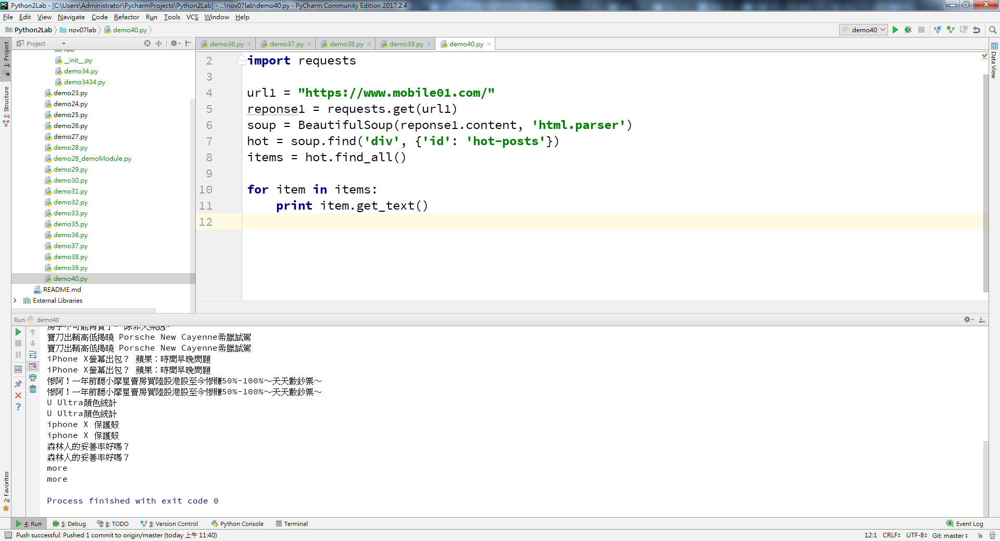 Python2Lab - [C:\Users\Administrator\PycharmProjects\Python2Lab] - ...\nov07lab\demo40.py - PyCharm Community Edition 2017.2.4
File Edit View Navigate Code Refactor Run Tools VCS Window Help
Python2Lab nov07lab demo40.py demo40
Project demo36.py demo37.py demo38.py demo39.py demo40.py
1: Project
7: Structure
2: Favorites
Data View
__init__.py
demo34.py
demo3434.py
demo23.py
demo24.py
demo25.py
demo26.py
demo27.py
demo28.py
demo28_demoModule.py
demo29.py
demo30.py
demo31.py
demo32.py
demo33.py
demo35.py
demo36.py
demo37.py
demo38.py
demo39.py
demo40.py
README.md
External Libraries
2 import requests
3
4 url1 = "https://www.mobile01.com/"
5 reponse1 = requests.get(url1)
6 soup = BeautifulSoup(reponse1.content, 'html.parser')
7 hot = soup.find('div', {'id': 'hot-posts'})
8 items = hot.find_all()
9
10 for item in items:
11 print item.get_text()
12
Run demo40
寶刀出鞘高低揭曉 Porsche New Cayenne希臘試駕
寶刀出鞘高低揭曉 Porsche New Cayenne希臘試駕
iPhone X螢幕出包？ 蘋果：時間早晚問題
iPhone X螢幕出包？ 蘋果：時間早晚問題
慘阿！一年前聽小摩星賣房買陸股港股至今慘賺50%-100%～天天數鈔票～
慘阿！一年前聽小摩星賣房買陸股港股至今慘賺50%-100%～天天數鈔票～
U Ultra顏色統計
U Ultra顏色統計
iphone X 保護殼
iphone X 保護殼
森林人的妥善率好嗎？
森林人的妥善率好嗎？
more
more
Process finished with exit code 0
4: Run 5: Debug 6: TODO 9: Version Control Python Console Terminal 4 Event Log
Push successful: Pushed 1 commit to origin/master (today 上午 11:40) 12:1 CRLF UTF-8 Git: master